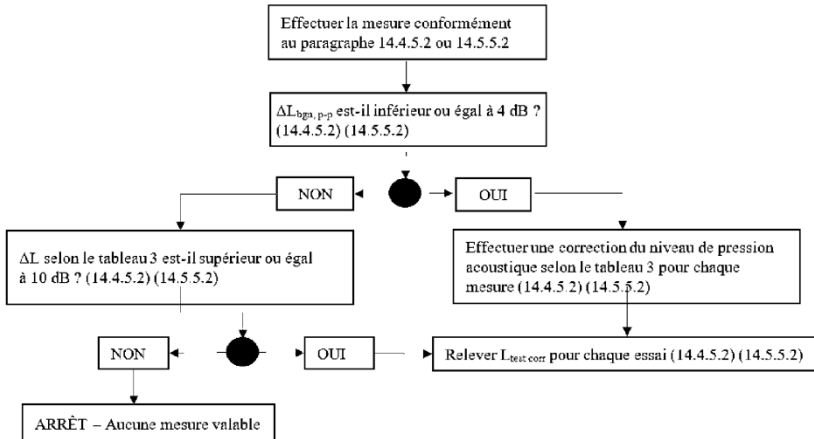 Effectuer la mesure conformément
au paragraphe 14.4.5.2 ou 14.5.5.2
ΔLbgn, p-p est-il inférieur ou égal à 4 dB ?
(14.4.5.2) (14.5.5.2)
NON
OUI
ΔL selon le tableau 3 est-il supérieur ou égal
à 10 dB ? (14.4.5.2) (14.5.5.2)
Effectuer une correction du niveau de pression
acoustique selon le tableau 3 pour chaque
mesure (14.4.5.2) (14.5.5.2)
NON
OUI
Relever Ltest corr pour chaque essai (14.4.5.2) (14.5.5.2)
ARRÊT – Aucune mesure valable